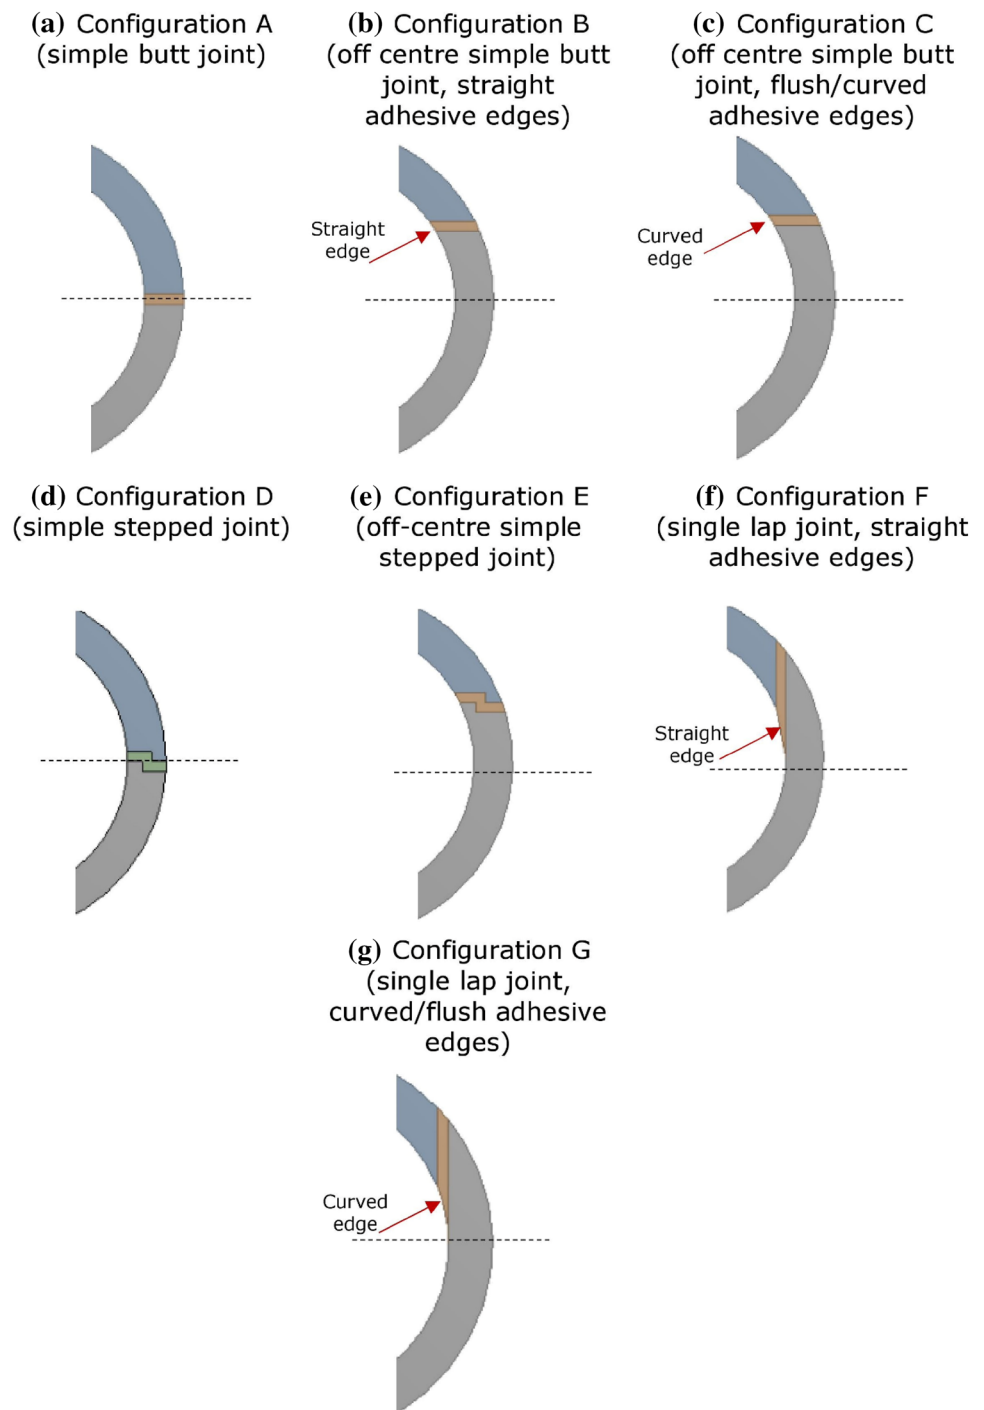 (a) Configuration A
(simple butt joint)
(b) Configuration B
(off centre simple butt
joint, straight
adhesive edges)
(c) Configuration C
(off centre simple butt
joint, flush/curved
adhesive edges)
Straight
edge
Curved
edge
(d) Configuration D
(simple stepped joint)
(e) Configuration E
(off-centre simple
stepped joint)
(f) Configuration F
(single lap joint, straight
adhesive edges)
Straight
edge
(g) Configuration G
(single lap joint,
curved/flush adhesive
edges)
Curved
edge